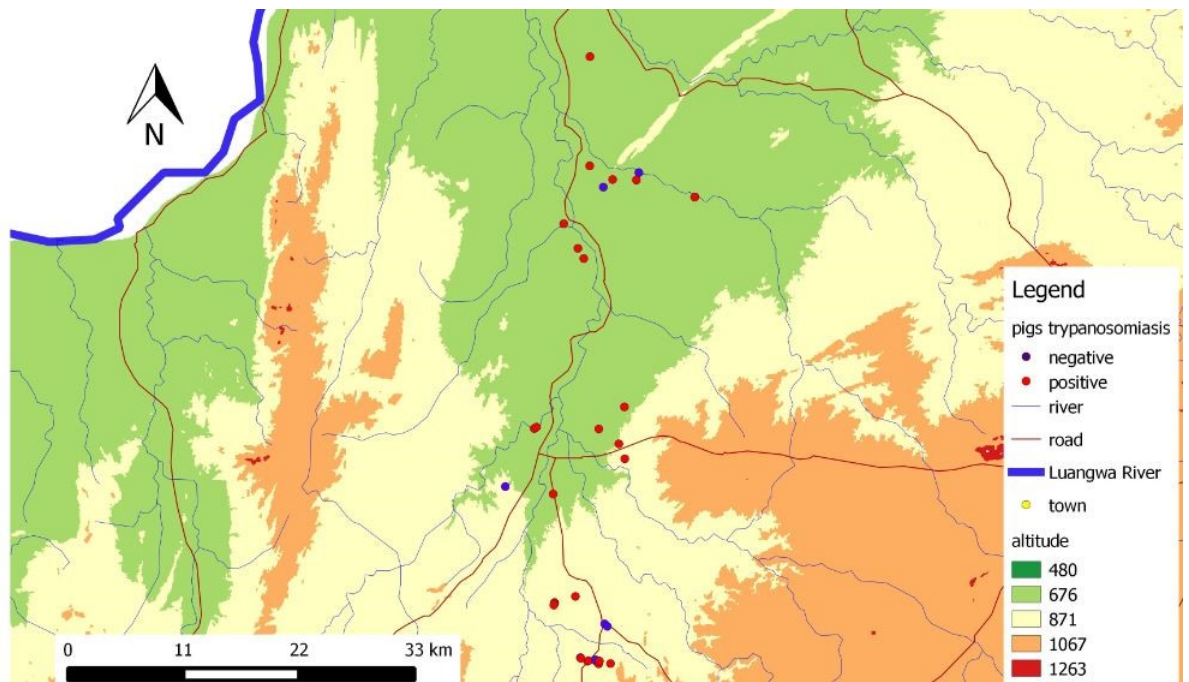 N
Legend
pigs trypanosomiasis
negative
positive
river
road
Luangwa River
town
altitude
480
676
871
1067
1263
0 11 22 33 km